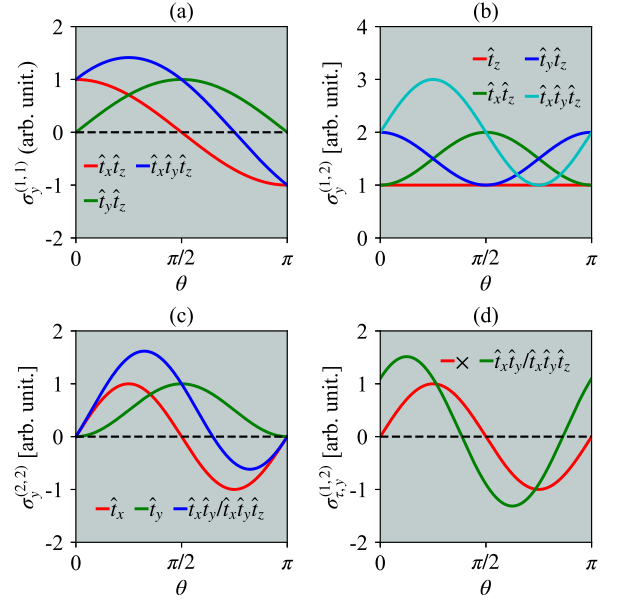 (a)
σ_y^(1,1) (arb. unit.)
2
1
0
-1
-2
t̂_x t̂_z t̂_x t̂_y t̂_z
t̂_y t̂_z
0 π/2 π
θ
(b)
σ_y^(1,2) [arb. unit.]
4
3
2
1
0
t̂_z t̂_y t̂_z
t̂_x t̂_z t̂_x t̂_y t̂_z
0 π/2 π
θ
(c)
σ_y^(2,2) [arb. unit.]
2
1
0
-1
-2
t̂_x t̂_y t̂_x t̂_y/t̂_x t̂_y t̂_z
0 π/2 π
θ
(d)
σ_τ,y^(1,2) [arb. unit.]
2
1
0
-1
-2
× t̂_x t̂_y/t̂_x t̂_y t̂_z
0 π/2 π
θ